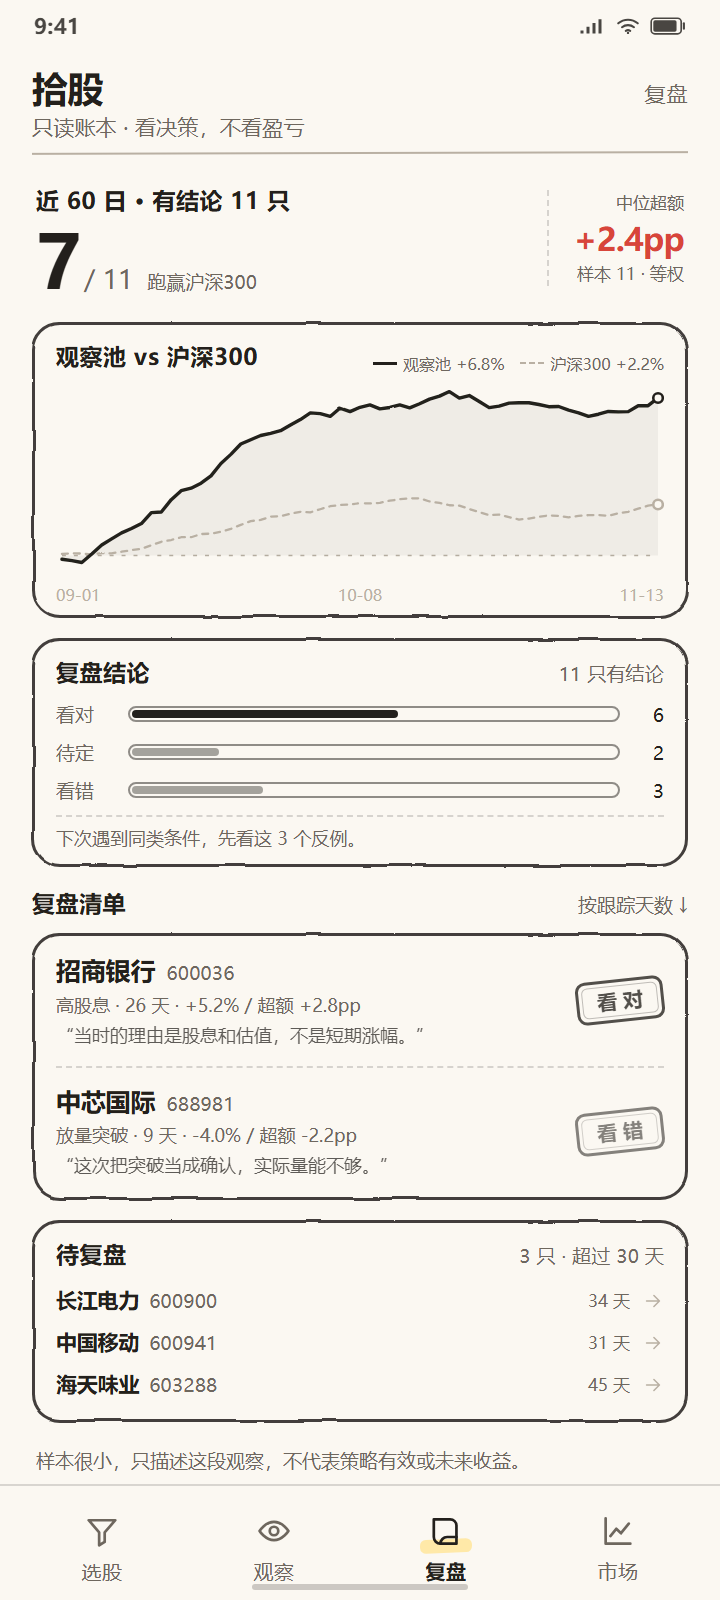 9:41
拾股
复盘
只读账本 · 看决策，不看盈亏
近 60 日 · 有结论 11 只
7 / 11 跑赢沪深300
中位超额
+2.4pp
样本 11 · 等权
观察池 vs 沪深300
观察池 +6.8% 沪深300 +2.2%
09-01 10-08 11-13
复盘结论 11 只有结论
看对 6
待定 2
看错 3
下次遇到同类条件，先看这 3 个反例。
复盘清单 按跟踪天数↓
招商银行 600036
高股息 · 26 天 · +5.2% / 超额 +2.8pp
“当时的理由是股息和估值，不是短期涨幅。”
看对
中芯国际 688981
放量突破 · 9 天 · -4.0% / 超额 -2.2pp
“这次把突破当成确认，实际量能不够。”
看错
待复盘 3 只 · 超过 30 天
长江电力 600900 34 天 →
中国移动 600941 31 天 →
海天味业 603288 45 天 →
样本很小，只描述这段观察，不代表策略有效或未来收益。
选股 观察 复盘 市场